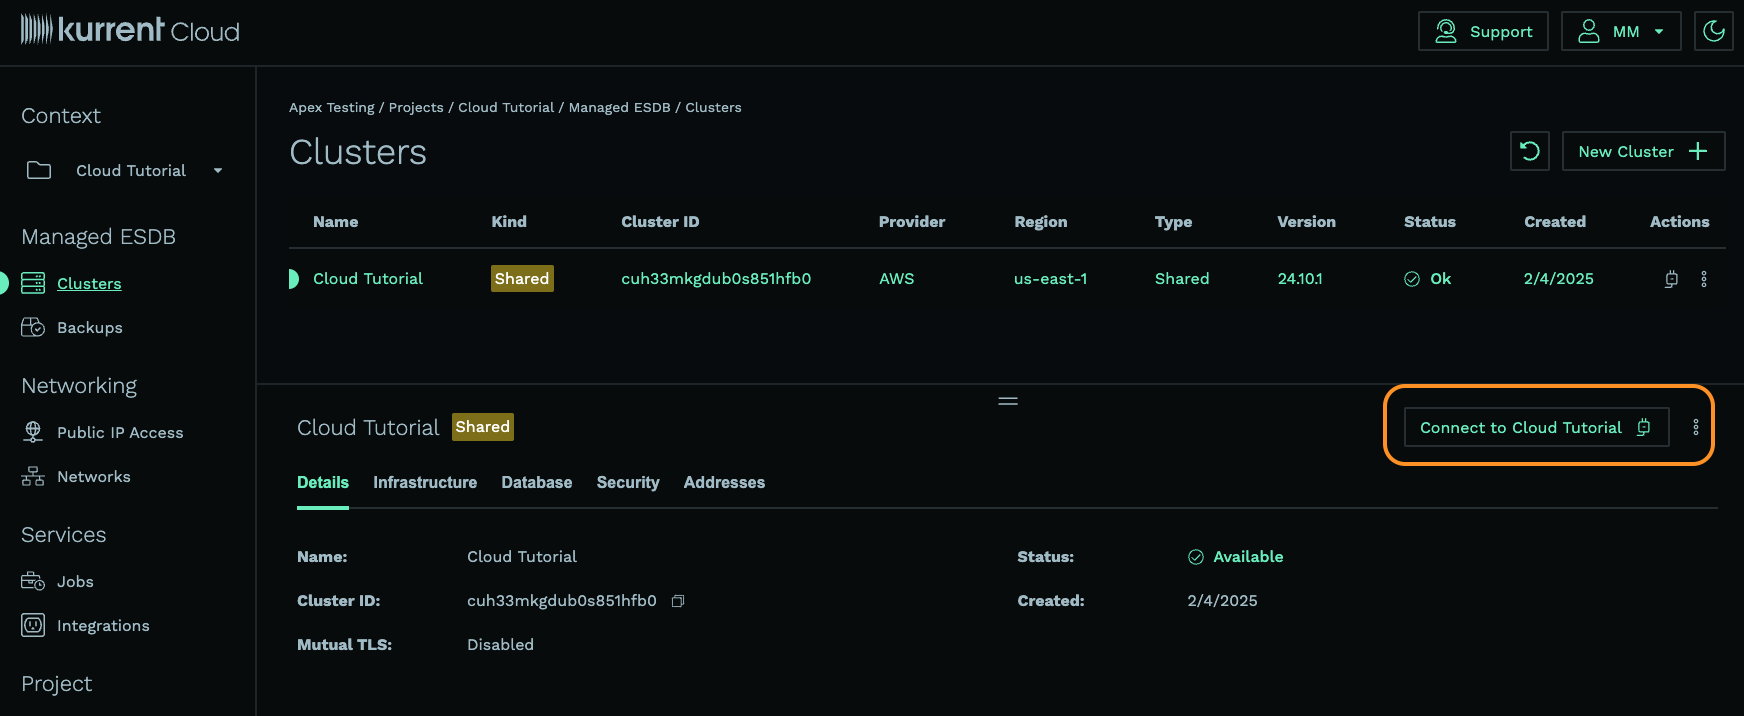 kurrent Cloud
Support
MM
Context
Cloud Tutorial
Managed ESDB
Clusters
Backups
Networking
Public IP Access
Networks
Services
Jobs
Integrations
Project
Apex Testing / Projects / Cloud Tutorial / Managed ESDB / Clusters
Clusters
New Cluster
Name Kind Cluster ID Provider Region Type Version Status Created Actions
Cloud Tutorial Shared cuh33mkgdub0s851hfb0 AWS us-east-1 Shared 24.10.1 Ok 2/4/2025
Cloud Tutorial Shared
Connect to Cloud Tutorial
Details Infrastructure Database Security Addresses
Name: Cloud Tutorial Status: Available
Cluster ID: cuh33mkgdub0s851hfb0 Created: 2/4/2025
Mutual TLS: Disabled